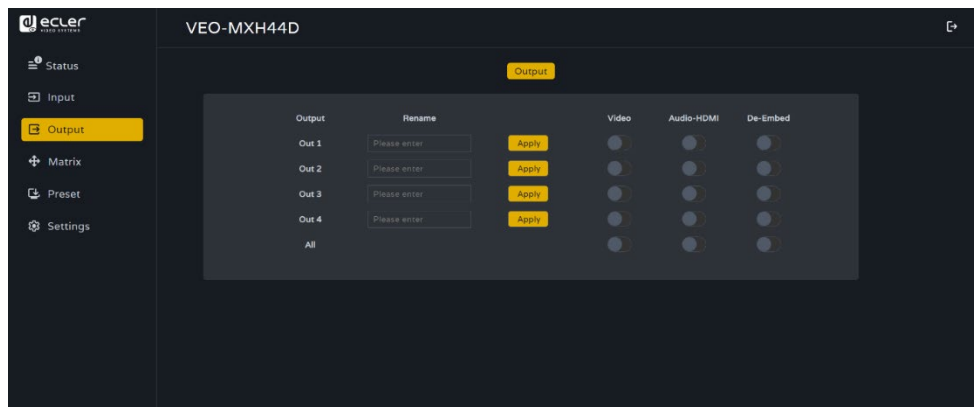 ecler
VIDEO SYSTEMS
VEO-MXH44D
Status
Input
Output
Matrix
Preset
Settings
Output
Output Rename Video Audio-HDMI De-Embed
Out 1 Please enter Apply
Out 2 Please enter Apply
Out 3 Please enter Apply
Out 4 Please enter Apply
All